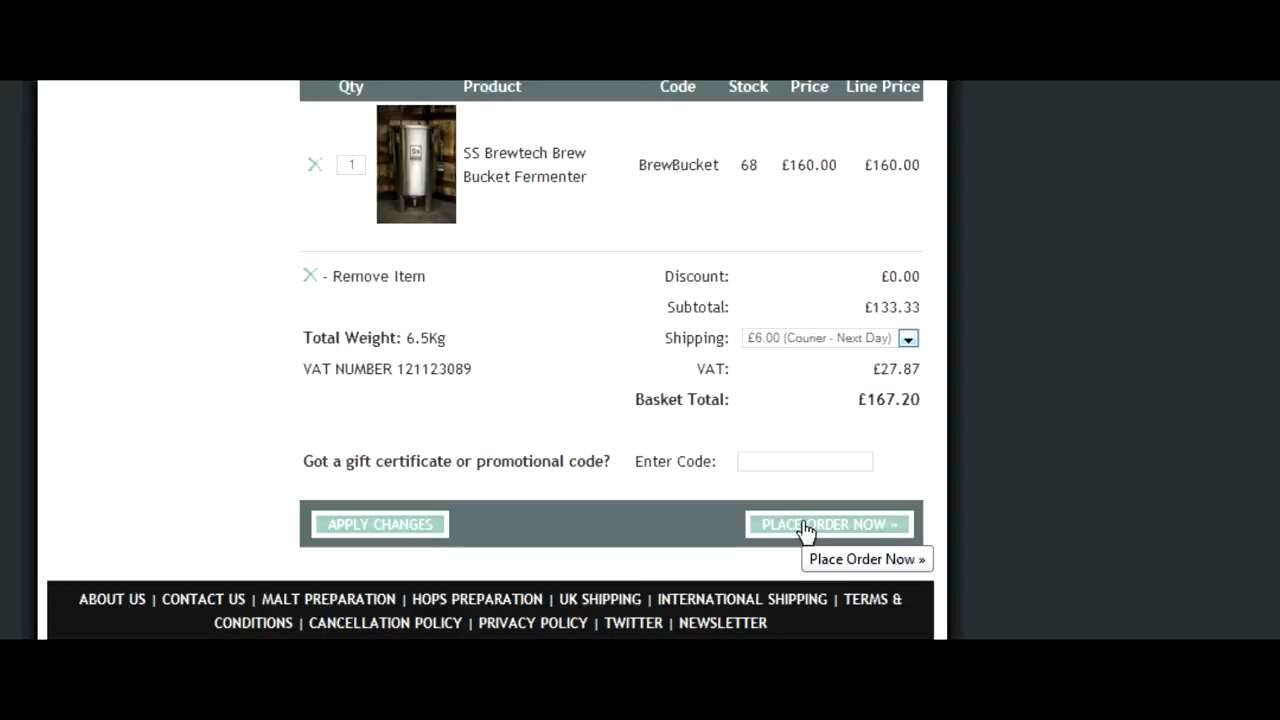 Qty Product Code Stock Price Line Price
SS Brewtech Brew
Bucket Fermenter
1 BrewBucket 68 £160.00 £160.00
- Remove Item Discount: £0.00
Subtotal: £133.33
Total Weight: 6.5Kg Shipping: £6.00 (Courier - Next Day)
VAT NUMBER 121123089 VAT: £27.87
Basket Total: £167.20
Got a gift certificate or promotional code? Enter Code:
APPLY CHANGES PLACE ORDER NOW »
Place Order Now »
ABOUT US | CONTACT US | MALT PREPARATION | HOPS PREPARATION | UK SHIPPING | INTERNATIONAL SHIPPING | TERMS &
CONDITIONS | CANCELLATION POLICY | PRIVACY POLICY | TWITTER | NEWSLETTER